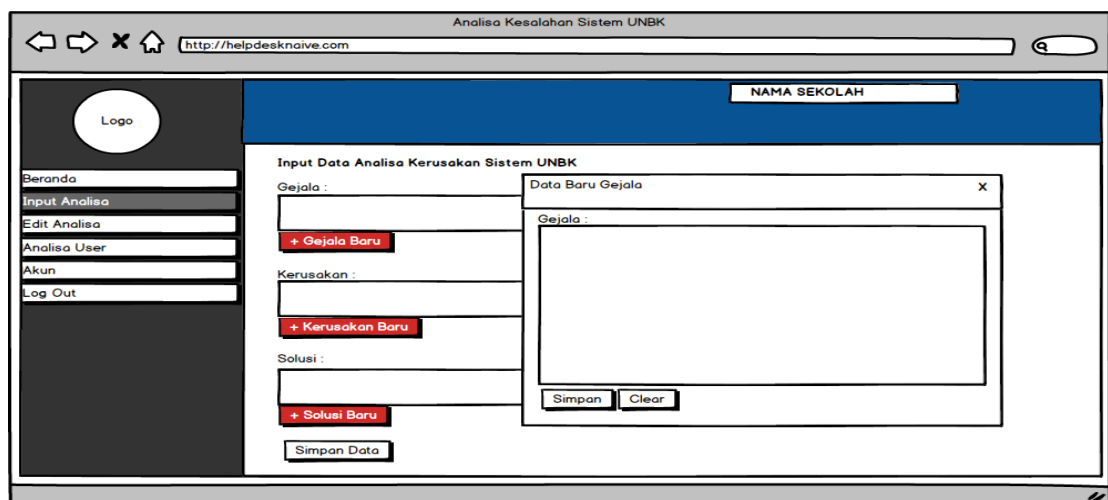 Analisa Kesalahan Sistem UNBK
http://helpdesknaive.com
NAMA SEKOLAH
Logo
Beranda
Input Analisa
Edit Analisa
Analisa User
Akun
Log Out
Input Data Analisa Kerusakan Sistem UNBK
Gejala :
+ Gejala Baru
Kerusakan :
+ Kerusakan Baru
Solusi :
+ Solusi Baru
Simpan Data
Data Baru Gejala
x
Gejala :
Simpan
Clear